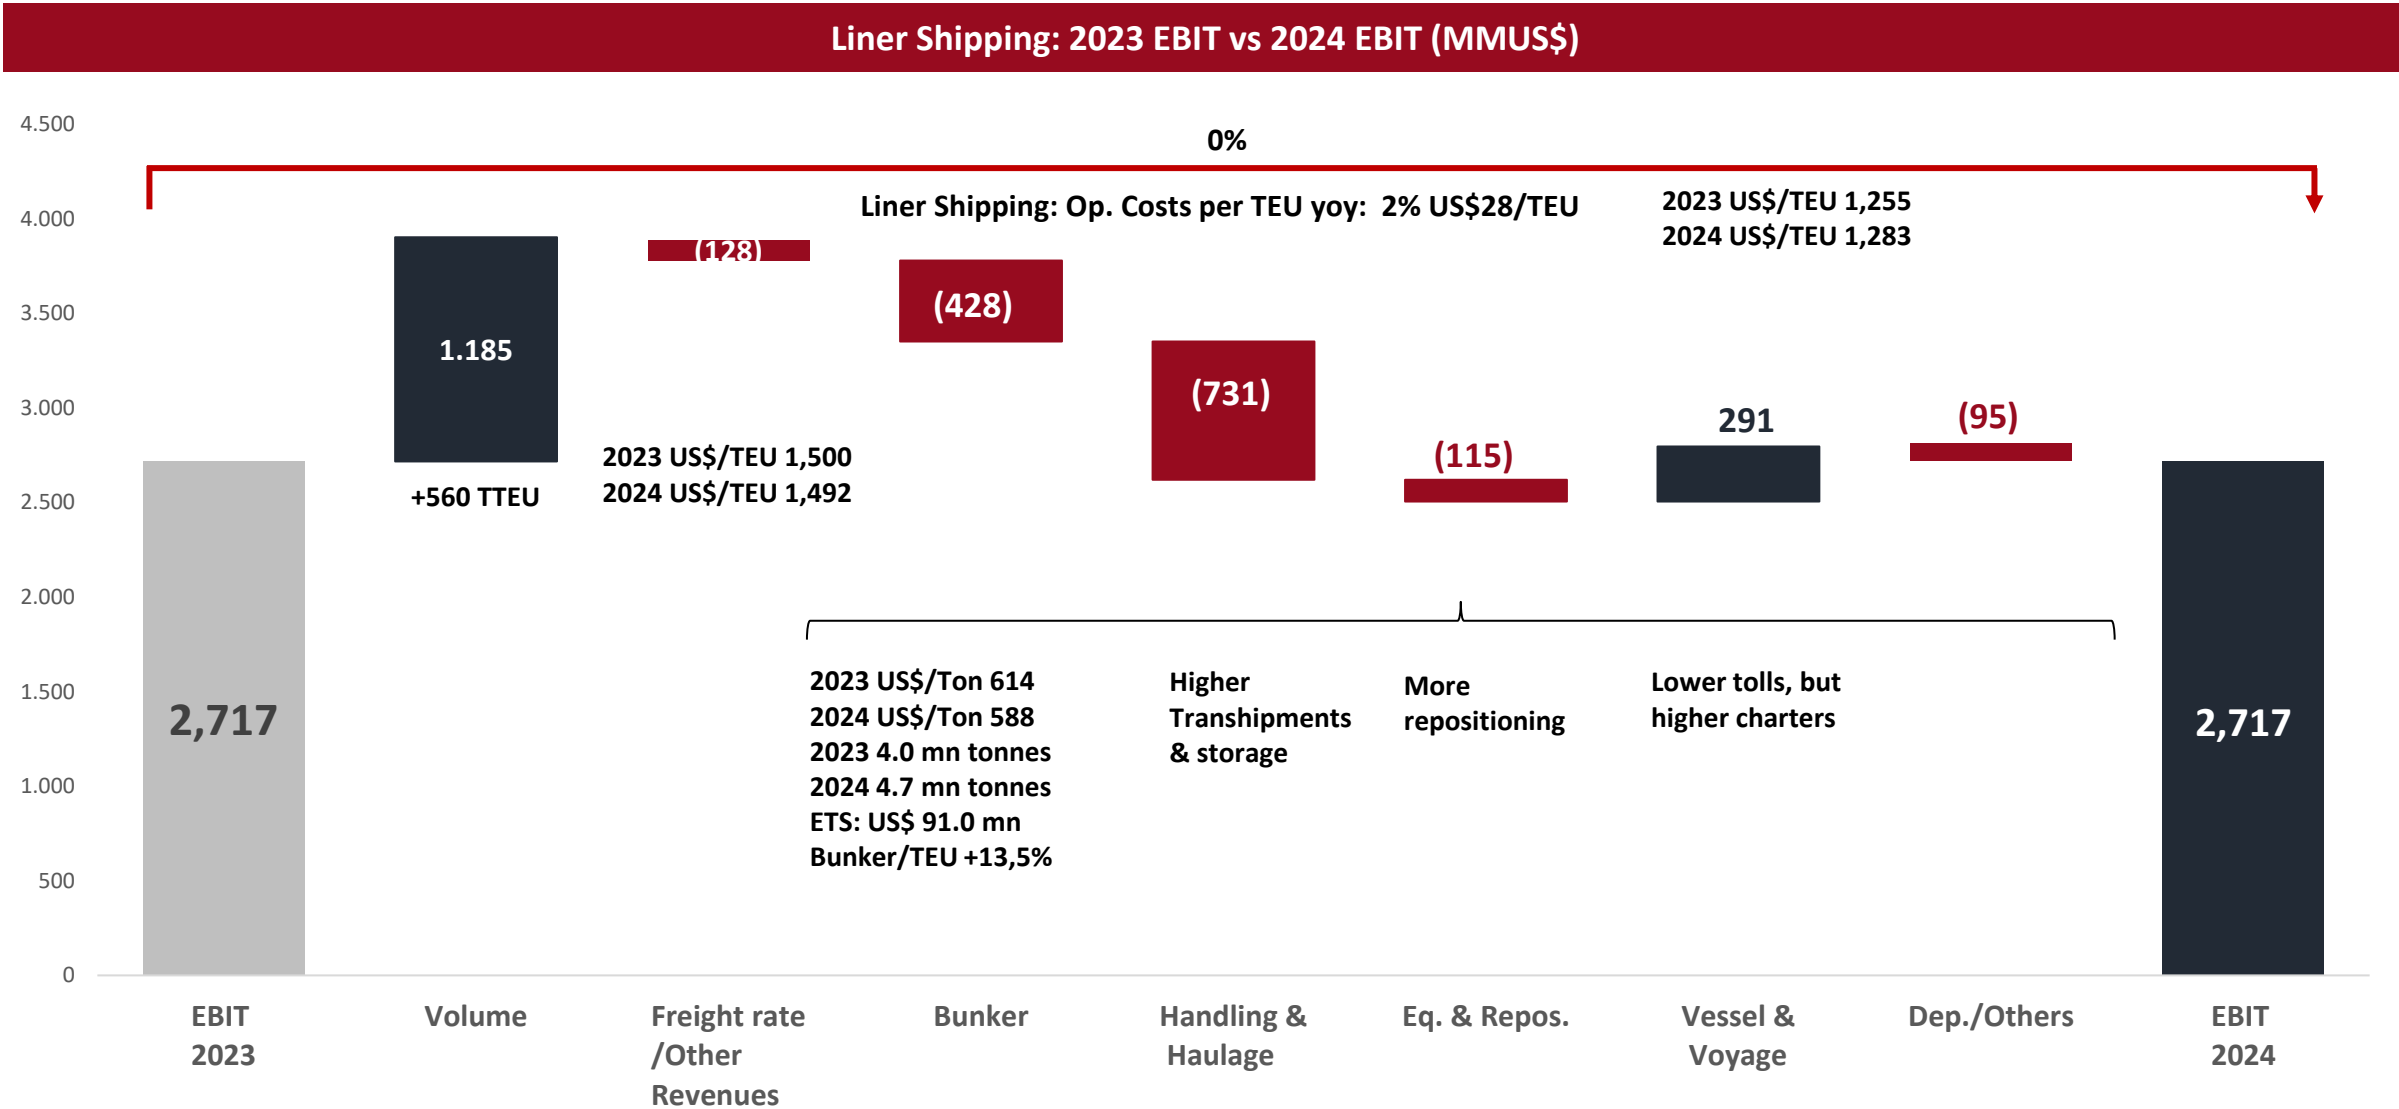 Liner Shipping: 2023 EBIT vs 2024 EBIT (MMUS$)
4.500
4.000
3.500
3.000
2.500
2.000
1.500
1.000
500
0
0%
Liner Shipping: Op. Costs per TEU yoy: 2% US$28/TEU
2023 US$/TEU 1,255
2024 US$/TEU 1,283
2,717
1.185
+560 TTEU
(128)
2023 US$/TEU 1,500
2024 US$/TEU 1,492
(428)
(731)
(115)
291
(95)
2,717
2023 US$/Ton 614
2024 US$/Ton 588
2023 4.0 mn tonnes
2024 4.7 mn tonnes
ETS: US$ 91.0 mn
Bunker/TEU +13,5%
Higher
Transhipments
& storage
More
repositioning
Lower tolls, but
higher charters
EBIT
2023
Volume
Freight rate
/Other
Revenues
Bunker
Handling &
Haulage
Eq. & Repos.
Vessel &
Voyage
Dep./Others
EBIT
2024